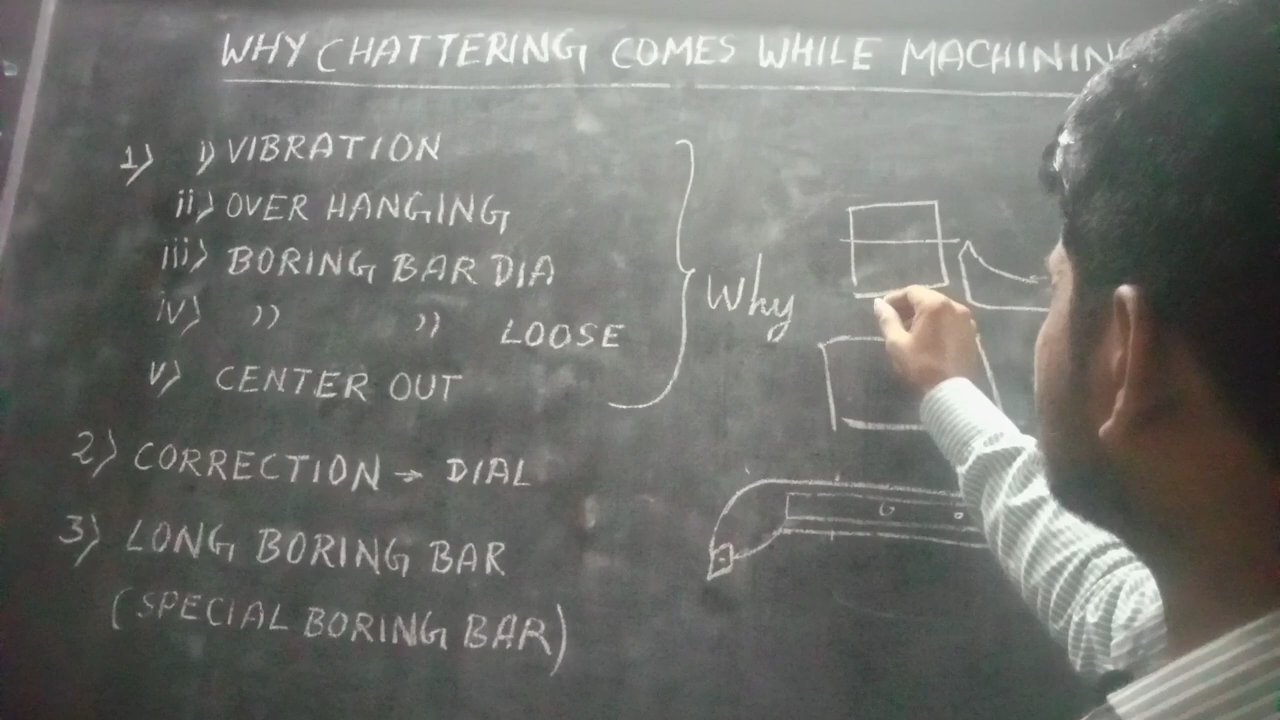 WHY CHATTERING COMES WHILE MACHINING
1) i) VIBRATION
ii) OVER HANGING
iii) BORING BAR DIA
iv) " " LOOSE
v) CENTER OUT
Why
2) CORRECTION → DIAL
3) LONG BORING BAR
(SPECIAL BORING BAR)